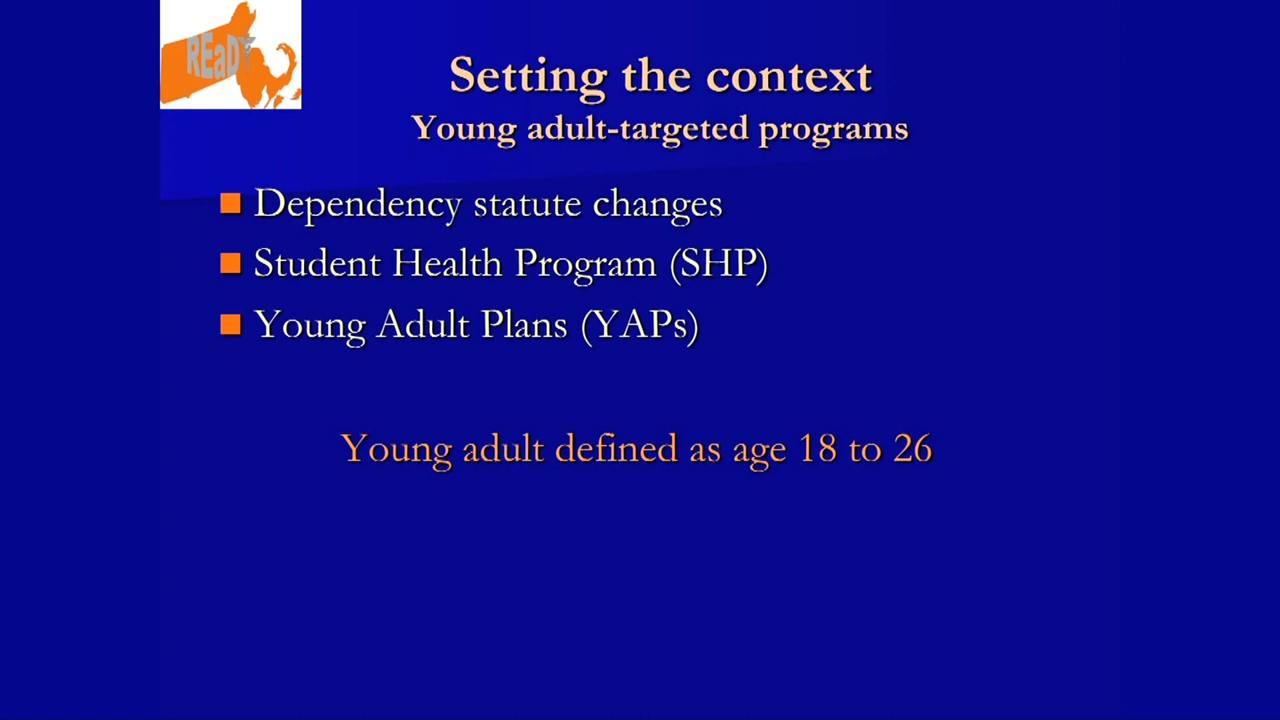 REaDY
Setting the context
Young adult-targeted programs
Dependency statute changes
Student Health Program (SHP)
Young Adult Plans (YAPs)
Young adult defined as age 18 to 26